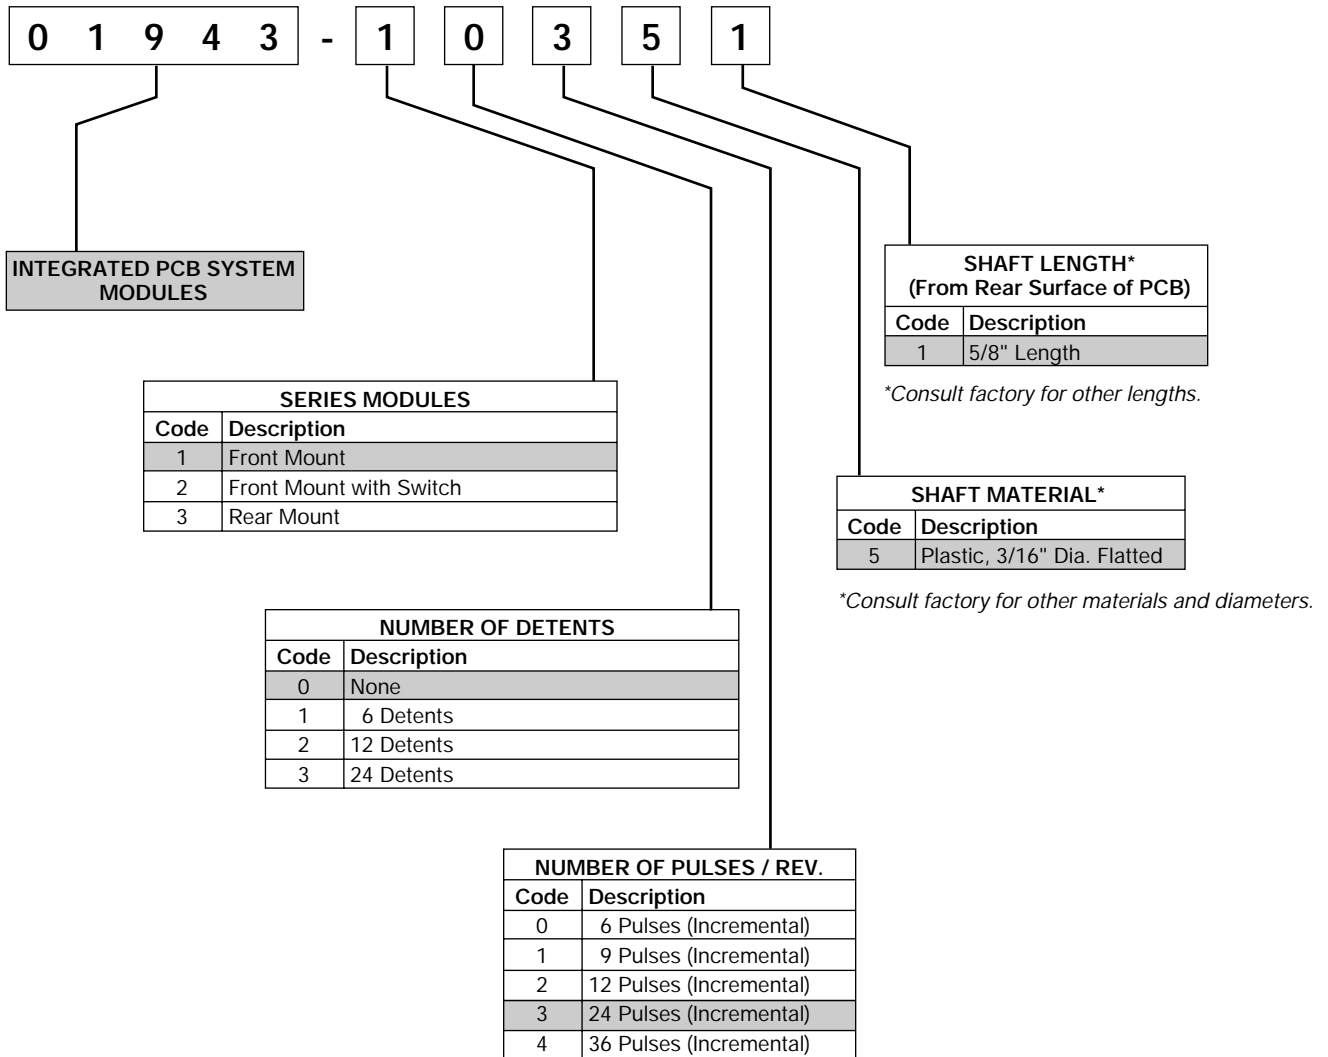 0 1 9 4 3 - 1 0 3 5 1
INTEGRATED PCB SYSTEM
MODULES
SHAFT LENGTH*
(From Rear Surface of PCB)
Code Description
1 5/8" Length
*Consult factory for other lengths.
SERIES MODULES
Code Description
1 Front Mount
2 Front Mount with Switch
3 Rear Mount
SHAFT MATERIAL*
Code Description
5 Plastic, 3/16" Dia. Flatted
*Consult factory for other materials and diameters.
NUMBER OF DETENTS
Code Description
0 None
1 6 Detents
2 12 Detents
3 24 Detents
NUMBER OF PULSES / REV.
Code Description
0 6 Pulses (Incremental)
1 9 Pulses (Incremental)
2 12 Pulses (Incremental)
3 24 Pulses (Incremental)
4 36 Pulses (Incremental)